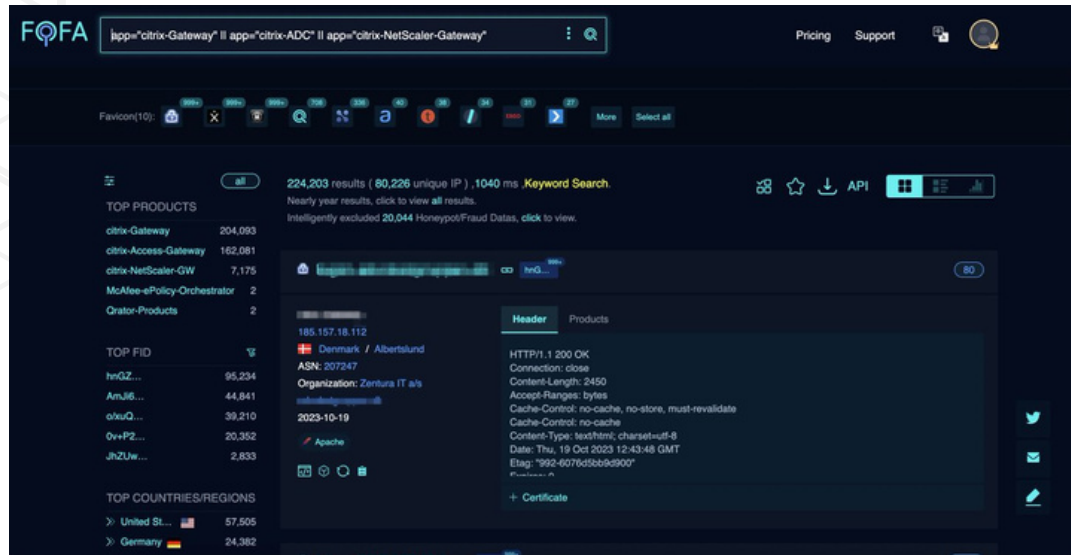 FOFA
app="citrix-Gateway" || app="citrix-ADC" || app="citrix-NetScaler-Gateway"
Pricing Support
Favicon(10): 999+ 999+ 999+ 708 336 40 38 34 31 27 More Select all
all
224,203 results ( 80,226 unique IP ) ,1040 ms ,Keyword Search.
API
Nearly year results, click to view all results.
Intelligently excluded 20,044 Honeypot/Fraud Datas, click to view.
TOP PRODUCTS
citrix-Gateway 204,093
citrix-Access-Gateway 162,081
citrix-NetScaler-GW 7,175
McAfee-ePolicy-Orchestrator 2
Qrator-Products 2
TOP FID
hnGZ... 95,234
AmJi6... 44,841
o/xuQ... 39,210
0v+P2... 20,352
JhZUw... 2,833
TOP COUNTRIES/REGIONS
United St... 57,505
Germany 24,382
hnG... 999+
80
185.157.18.112
Denmark / Albertslund
ASN: 207247
Organization: Zentura IT a/s
2023-10-19
Apache
Header Products
HTTP/1.1 200 OK
Connection: close
Content-Length: 2450
Accept-Ranges: bytes
Cache-Control: no-cache, no-store, must-revalidate
Cache-Control: no-cache
Content-Type: text/html; charset=utf-8
Date: Thu, 19 Oct 2023 12:43:48 GMT
Etag: "992-6076d5bb9d900"
+ Certificate